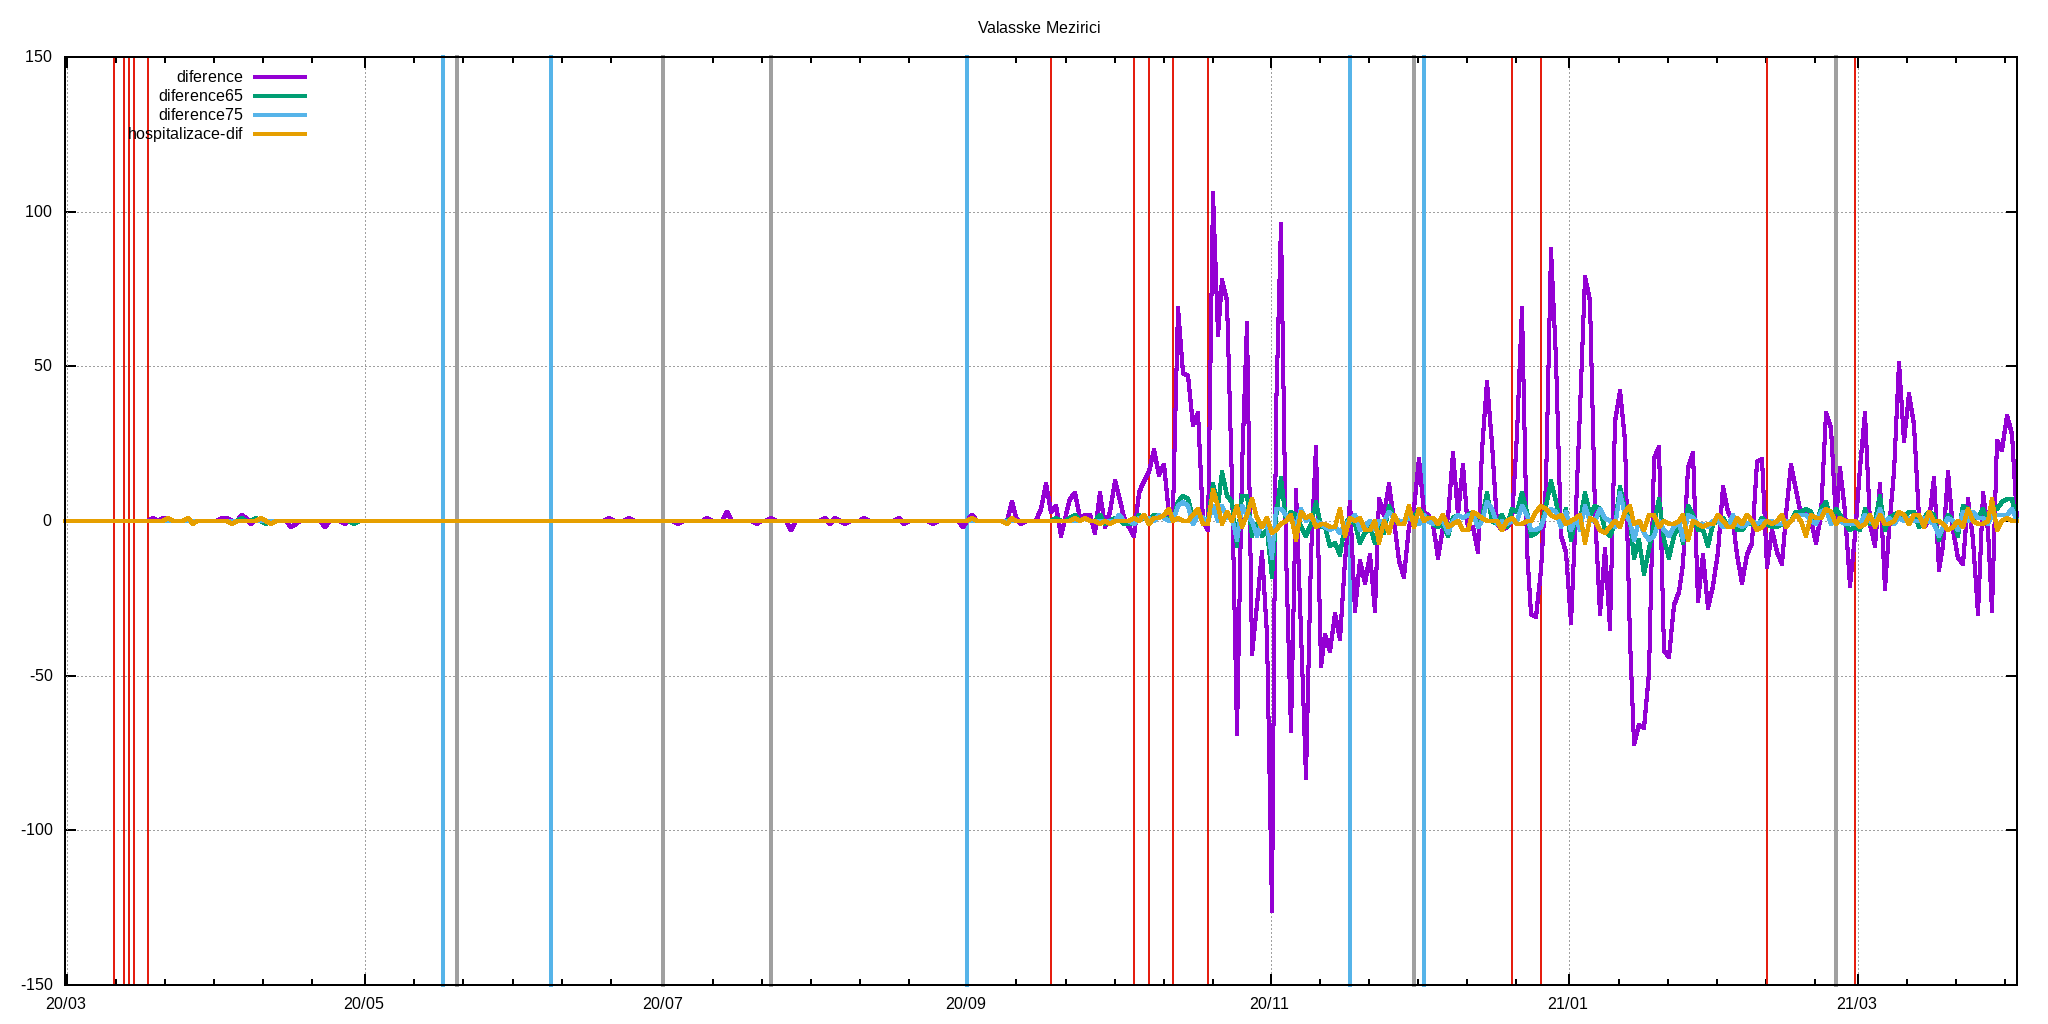 Valasske Mezirici
150
diference
diference65
diference75
hospitalizace-dif
100
50
0
-50
-100
-150
20/03 20/05 20/07 20/09 20/11 21/01 21/03